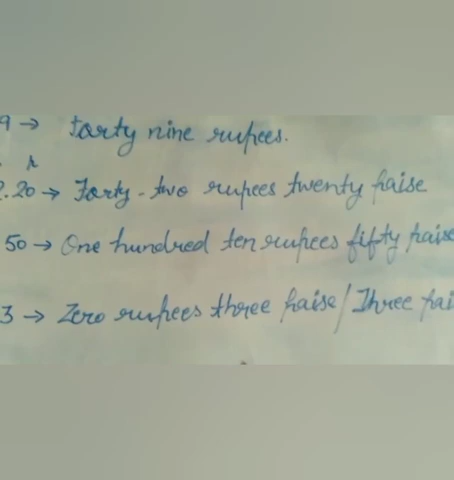 9 → Forty nine rupees.
2.20 → Forty-two rupees twenty paise
50 → One hundred ten rupees fifty paise
3 → Zero rupees three paise/Three pai